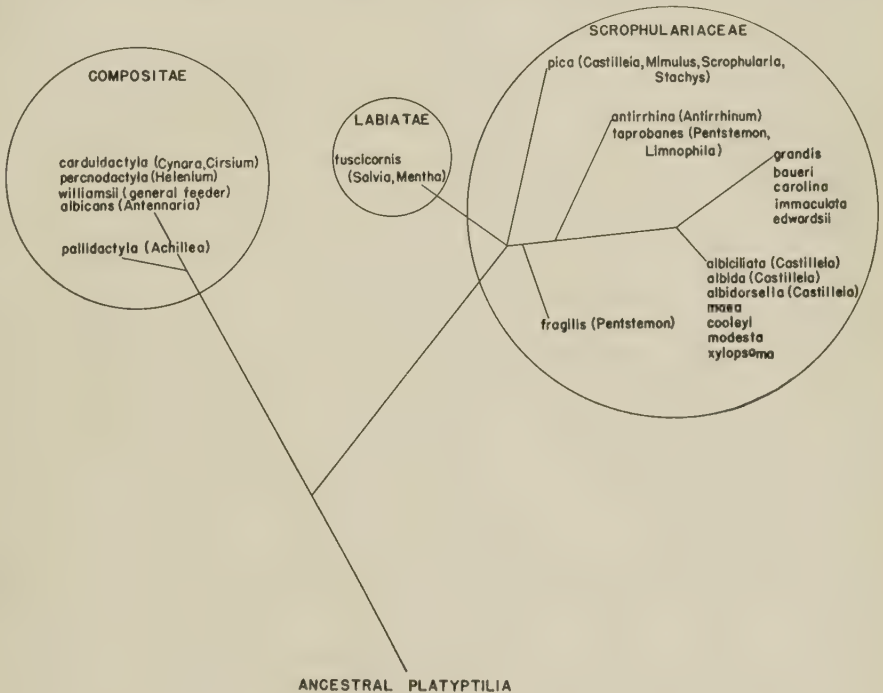 SCROPHULARIACEAE
pica (Castilleia, Mimulus, Scrophularia,
Stachys)
antirrhina (Antirrhinum)
taprobanes (Pentstemon,
Limnophila)
grandis
baueri
carolina
immaculata
edwardsii
albiciliata (Castilleia)
albida (Castilleia)
albidorsella (Castilleia)
maea
cooleyi
modesta
xylopsoma
fragilis (Pentstemon)
LABIATAE
fuscicornis
(Salvia, Mentha)
COMPOSITAE
carduidactyla (Cynara, Cirsium)
percnodactyla (Helenium)
williamsii (general feeder)
albicans (Antennaria)
pallidactyla (Achillea)
ANCESTRAL PLATYPTILIA